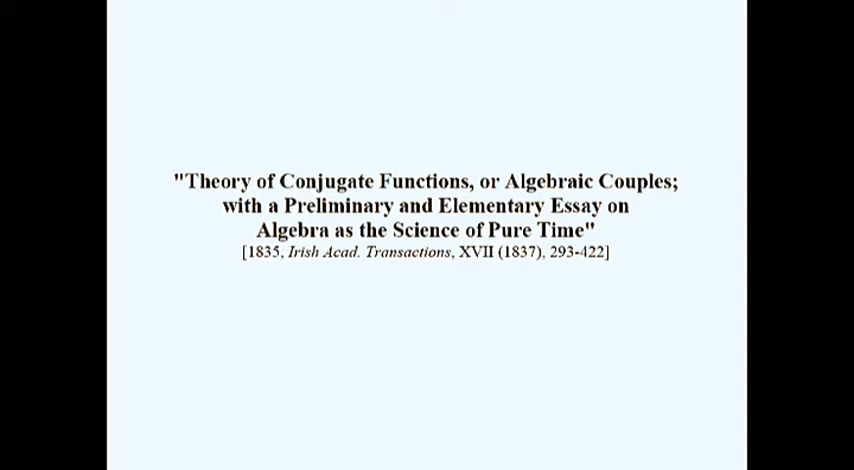 "Theory of Conjugate Functions, or Algebraic Couples;
with a Preliminary and Elementary Essay on
Algebra as the Science of Pure Time"
[1835, Irish Acad. Transactions, XVII (1837), 293-422]